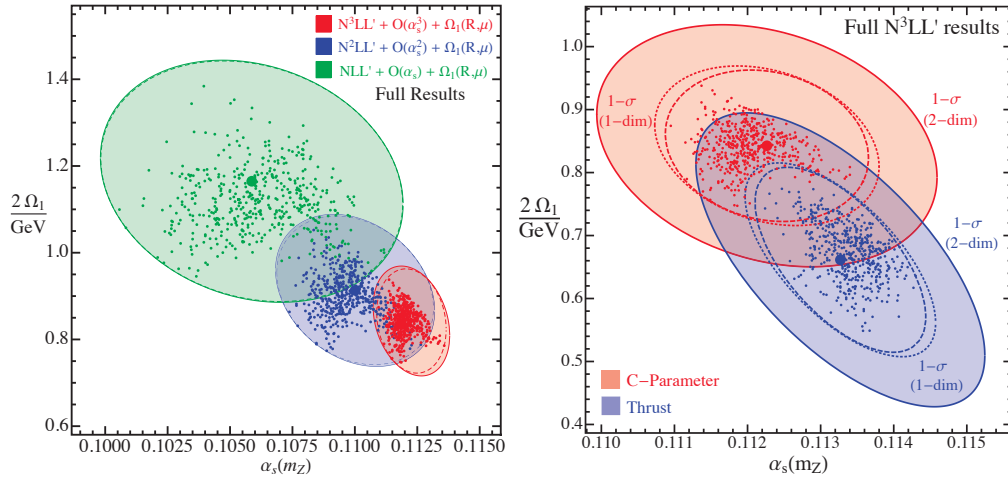 N³LL' + O(αₛ³) + Ω₁(R,μ)
N²LL' + O(αₛ²) + Ω₁(R,μ)
NLL' + O(αₛ) + Ω₁(R,μ)
Full Results
1.4
1.2
1.0
0.8
0.6
2 Ω₁
GeV
0.1000 0.1025 0.1050 0.1075 0.1100 0.1125 0.1150
αₛ(m_Z)
Full N³LL' results
1.0
0.9
0.8
0.7
0.6
0.5
0.4
2 Ω₁
GeV
1-σ
(1-dim)
1-σ
(2-dim)
1-σ
(2-dim)
1-σ
(1-dim)
C-Parameter
Thrust
0.110 0.111 0.112 0.113 0.114 0.115
αₛ(m_Z)